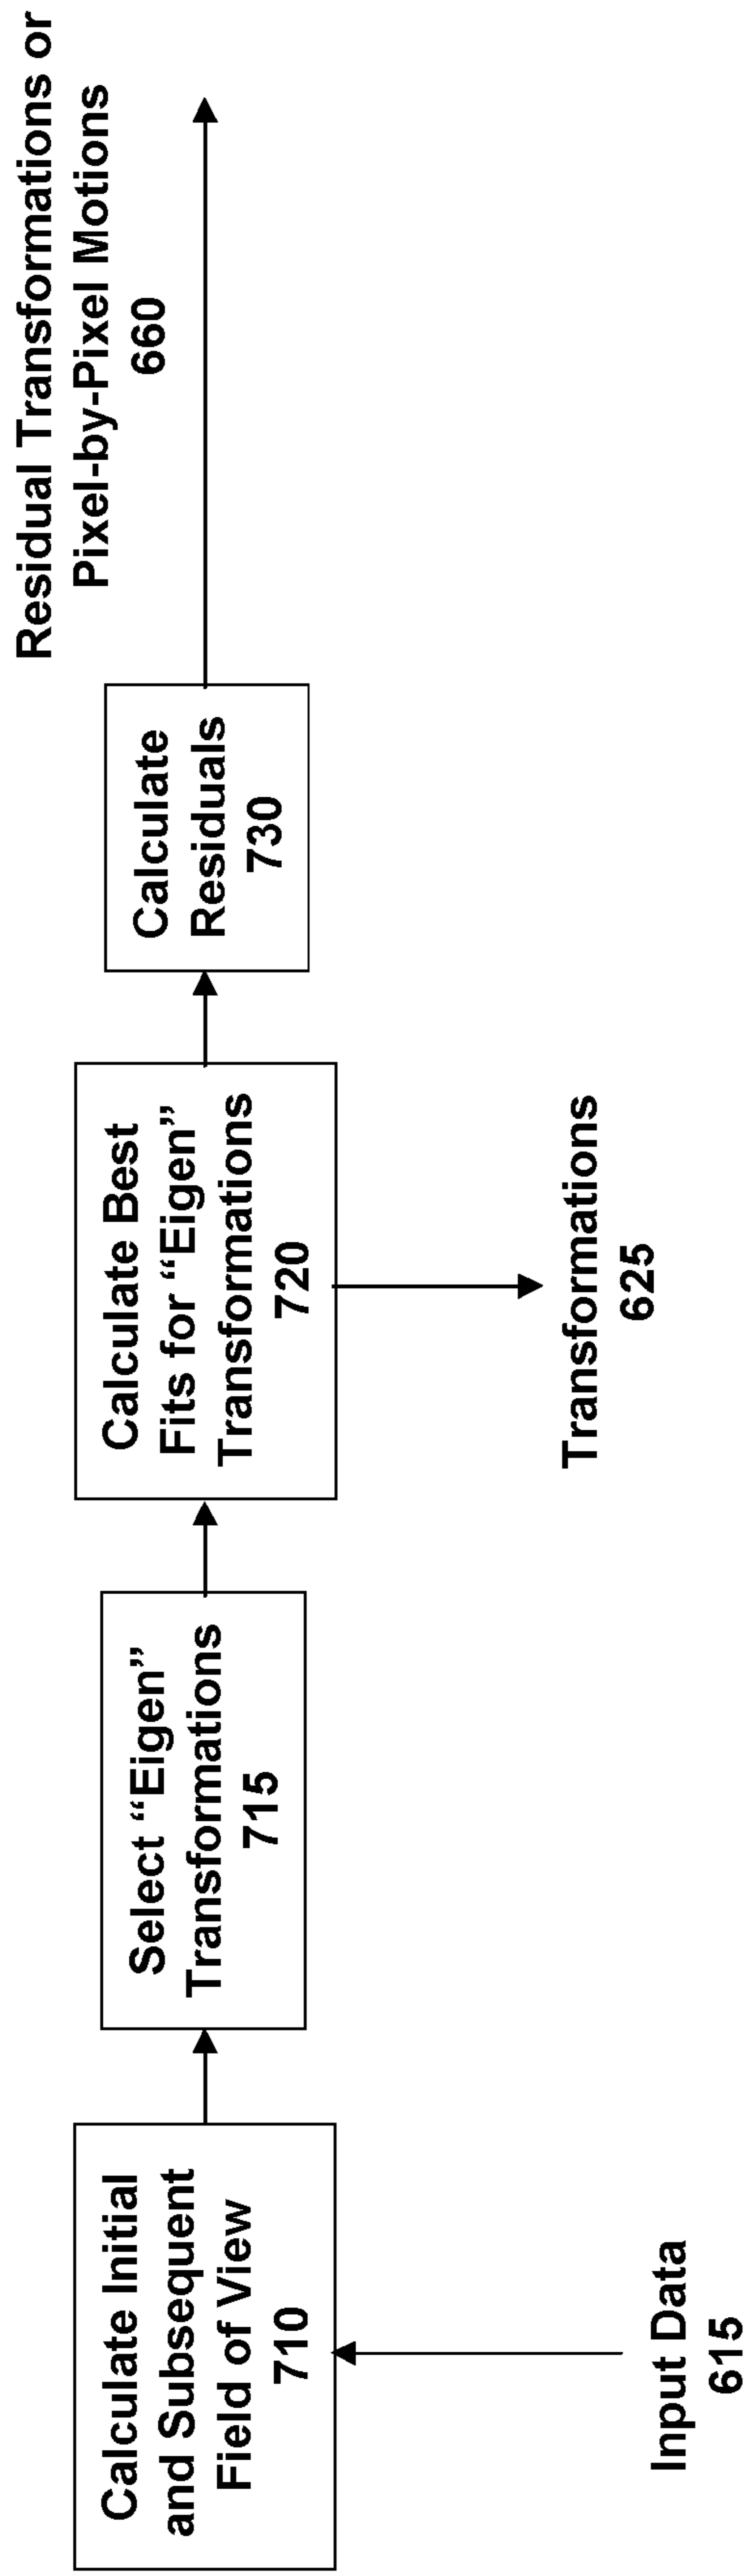 Calculate Initial
and Subsequent
Field of View
710
Input Data
615
Select “Eigen”
Transformations
715
Calculate Best
Fits for “Eigen”
Transformations
720
Transformations
625
Calculate
Residuals
730
Residual Transformations or
Pixel-by-Pixel Motions
660